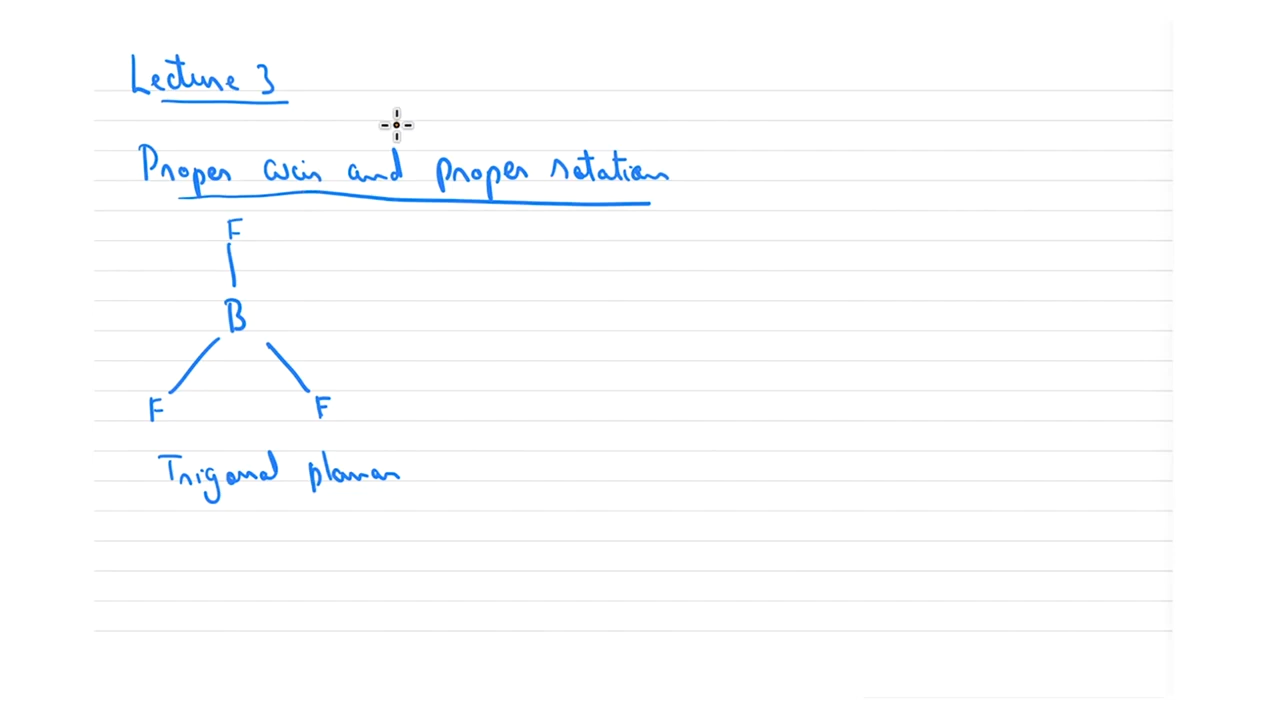 Lecture 3
Proper axis and proper rotation
F
B
F F
Trigonal planar